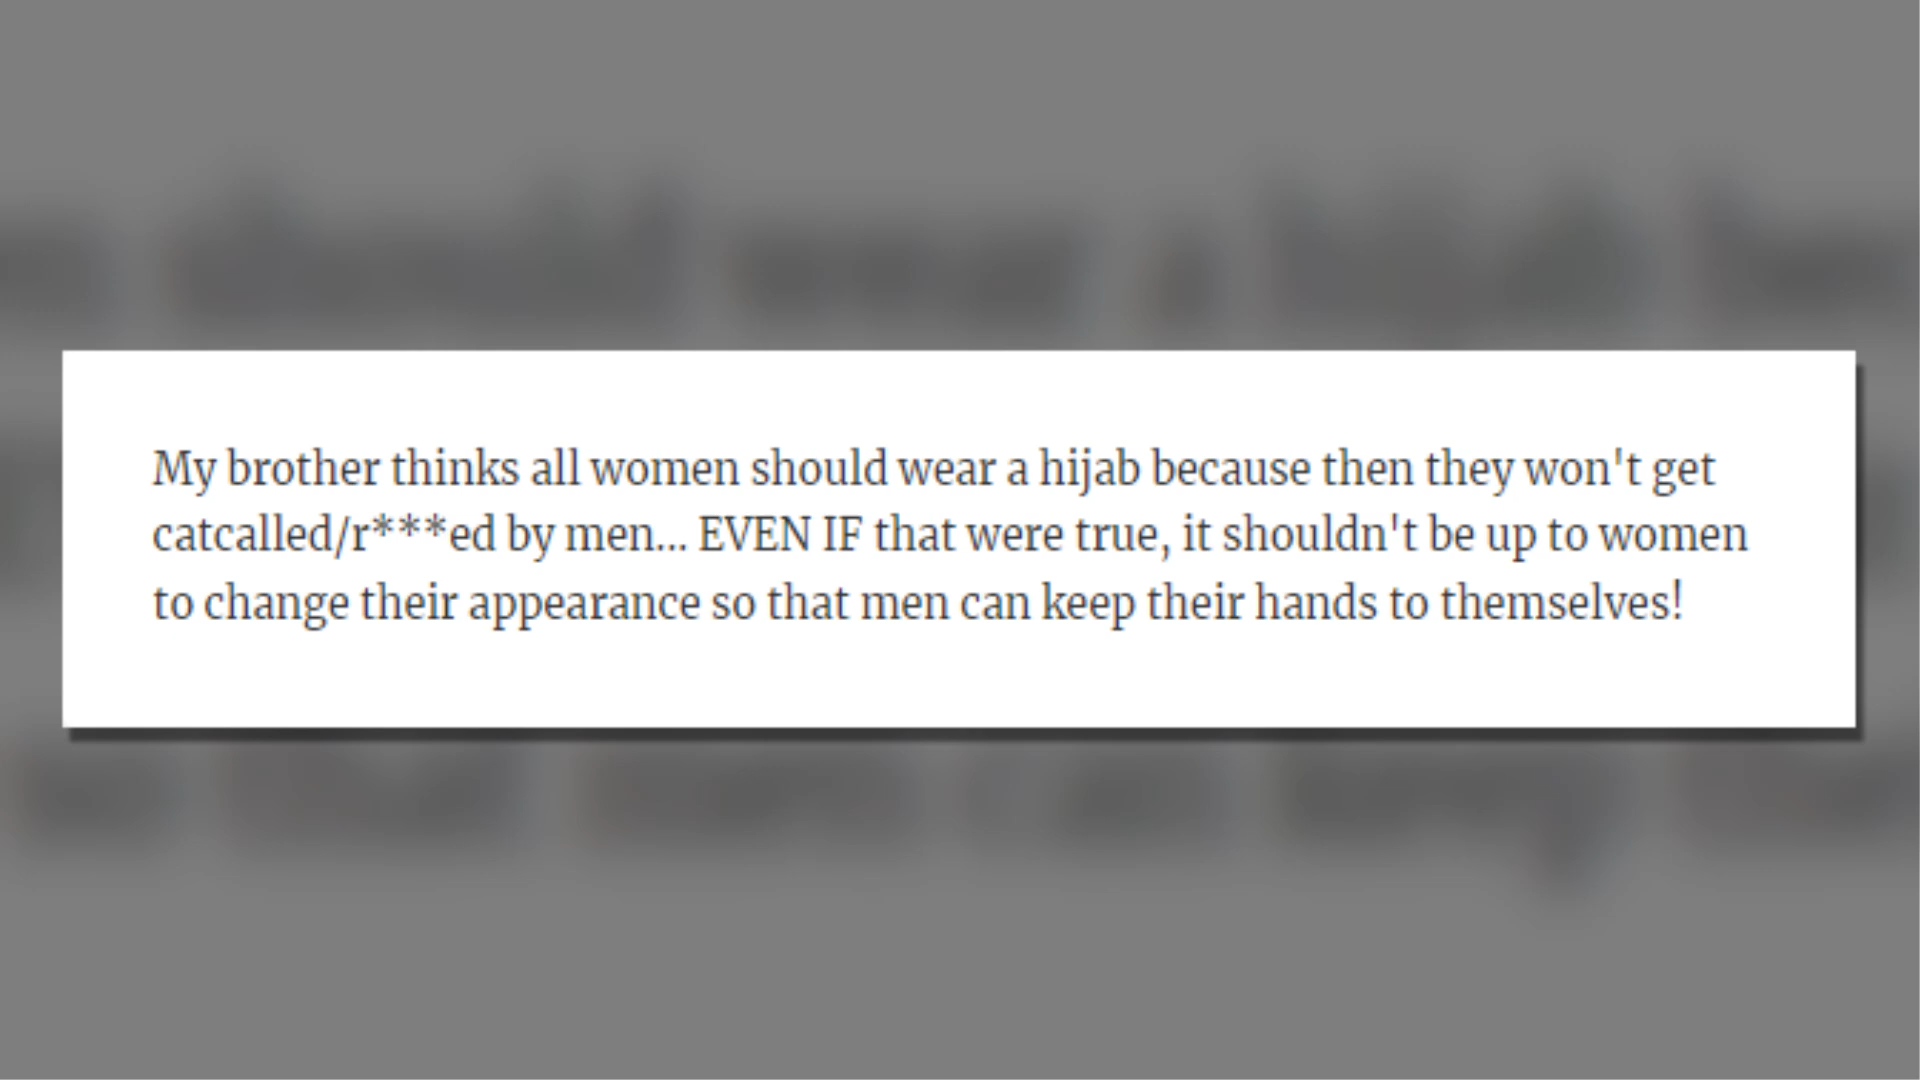 My brother thinks all women should wear a hijab because then they won't get
catcalled/r***ed by men... EVEN IF that were true, it shouldn't be up to women
to change their appearance so that men can keep their hands to themselves!